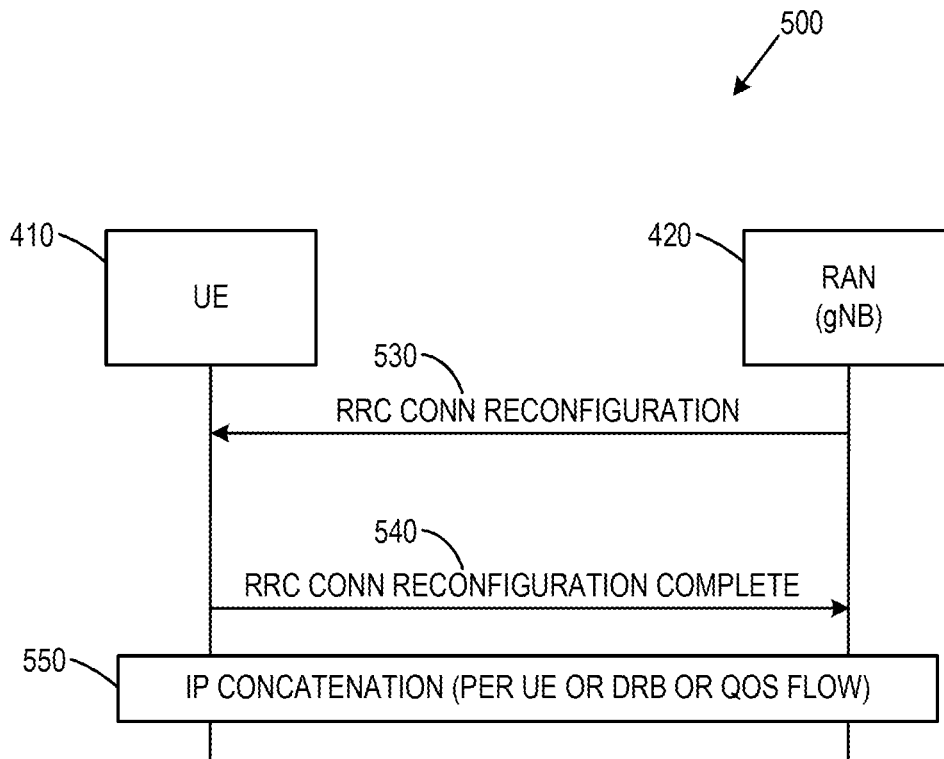 500
410
UE
420
RAN
(gNB)
530
RRC CONN RECONFIGURATION
540
RRC CONN RECONFIGURATION COMPLETE
550
IP CONCATENATION (PER UE OR DRB OR QOS FLOW)